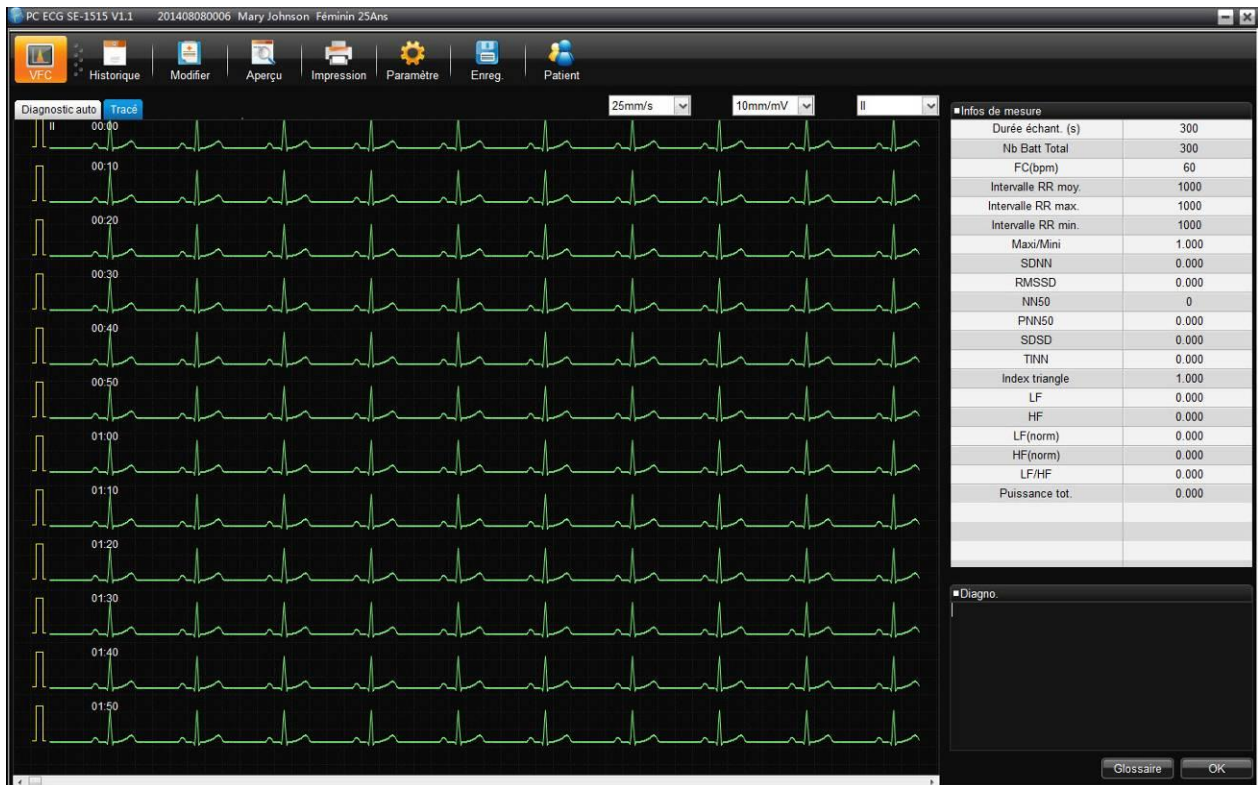 PC ECG SE-1515 V1.1 201408080006 Mary Johnson Féminin 25Ans
VFC Historique Modifier Aperçu Impression Paramètre Enreg. Patient
Diagnostic auto Tracé 25mm/s 10mm/mV II
II 00:00
00:10
00:20
00:30
00:40
00:50
01:00
01:10
01:20
01:30
01:40
01:50
Infos de mesure
Durée échant. (s) 300
Nb Batt Total 300
FC(bpm) 60
Intervalle RR moy. 1000
Intervalle RR max. 1000
Intervalle RR min. 1000
Maxi/Mini 1.000
SDNN 0.000
RMSSD 0.000
NN50 0
PNN50 0.000
SDSD 0.000
TINN 0.000
Index triangle 1.000
LF 0.000
HF 0.000
LF(norm) 0.000
HF(norm) 0.000
LF/HF 0.000
Puissance tot. 0.000
Diagno.
Glossaire OK